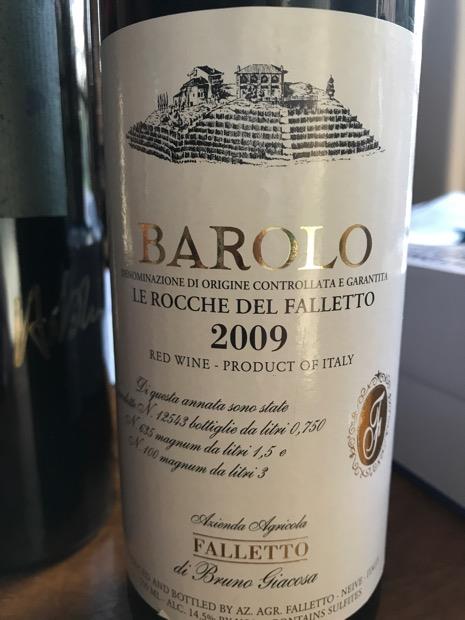 BAROLO
DENOMINAZIONE DI ORIGINE CONTROLLATA E GARANTITA
LE ROCCHE DEL FALLETTO
2009
RED WINE - PRODUCT OF ITALY
Di questa annata sono state
N. 12543 bottiglie da litri 0,750
N. 635 magnum da litri 1,5 e
N. 100 magnum da litri 3
F
Azienda Agricola
FALLETTO
di Bruno Giacosa
AND BOTTLED BY AZ. AGR. FALLETTO - NEIVE - ITALIA
ML. ALC. 14.5% BY CONTAINS SULFITES